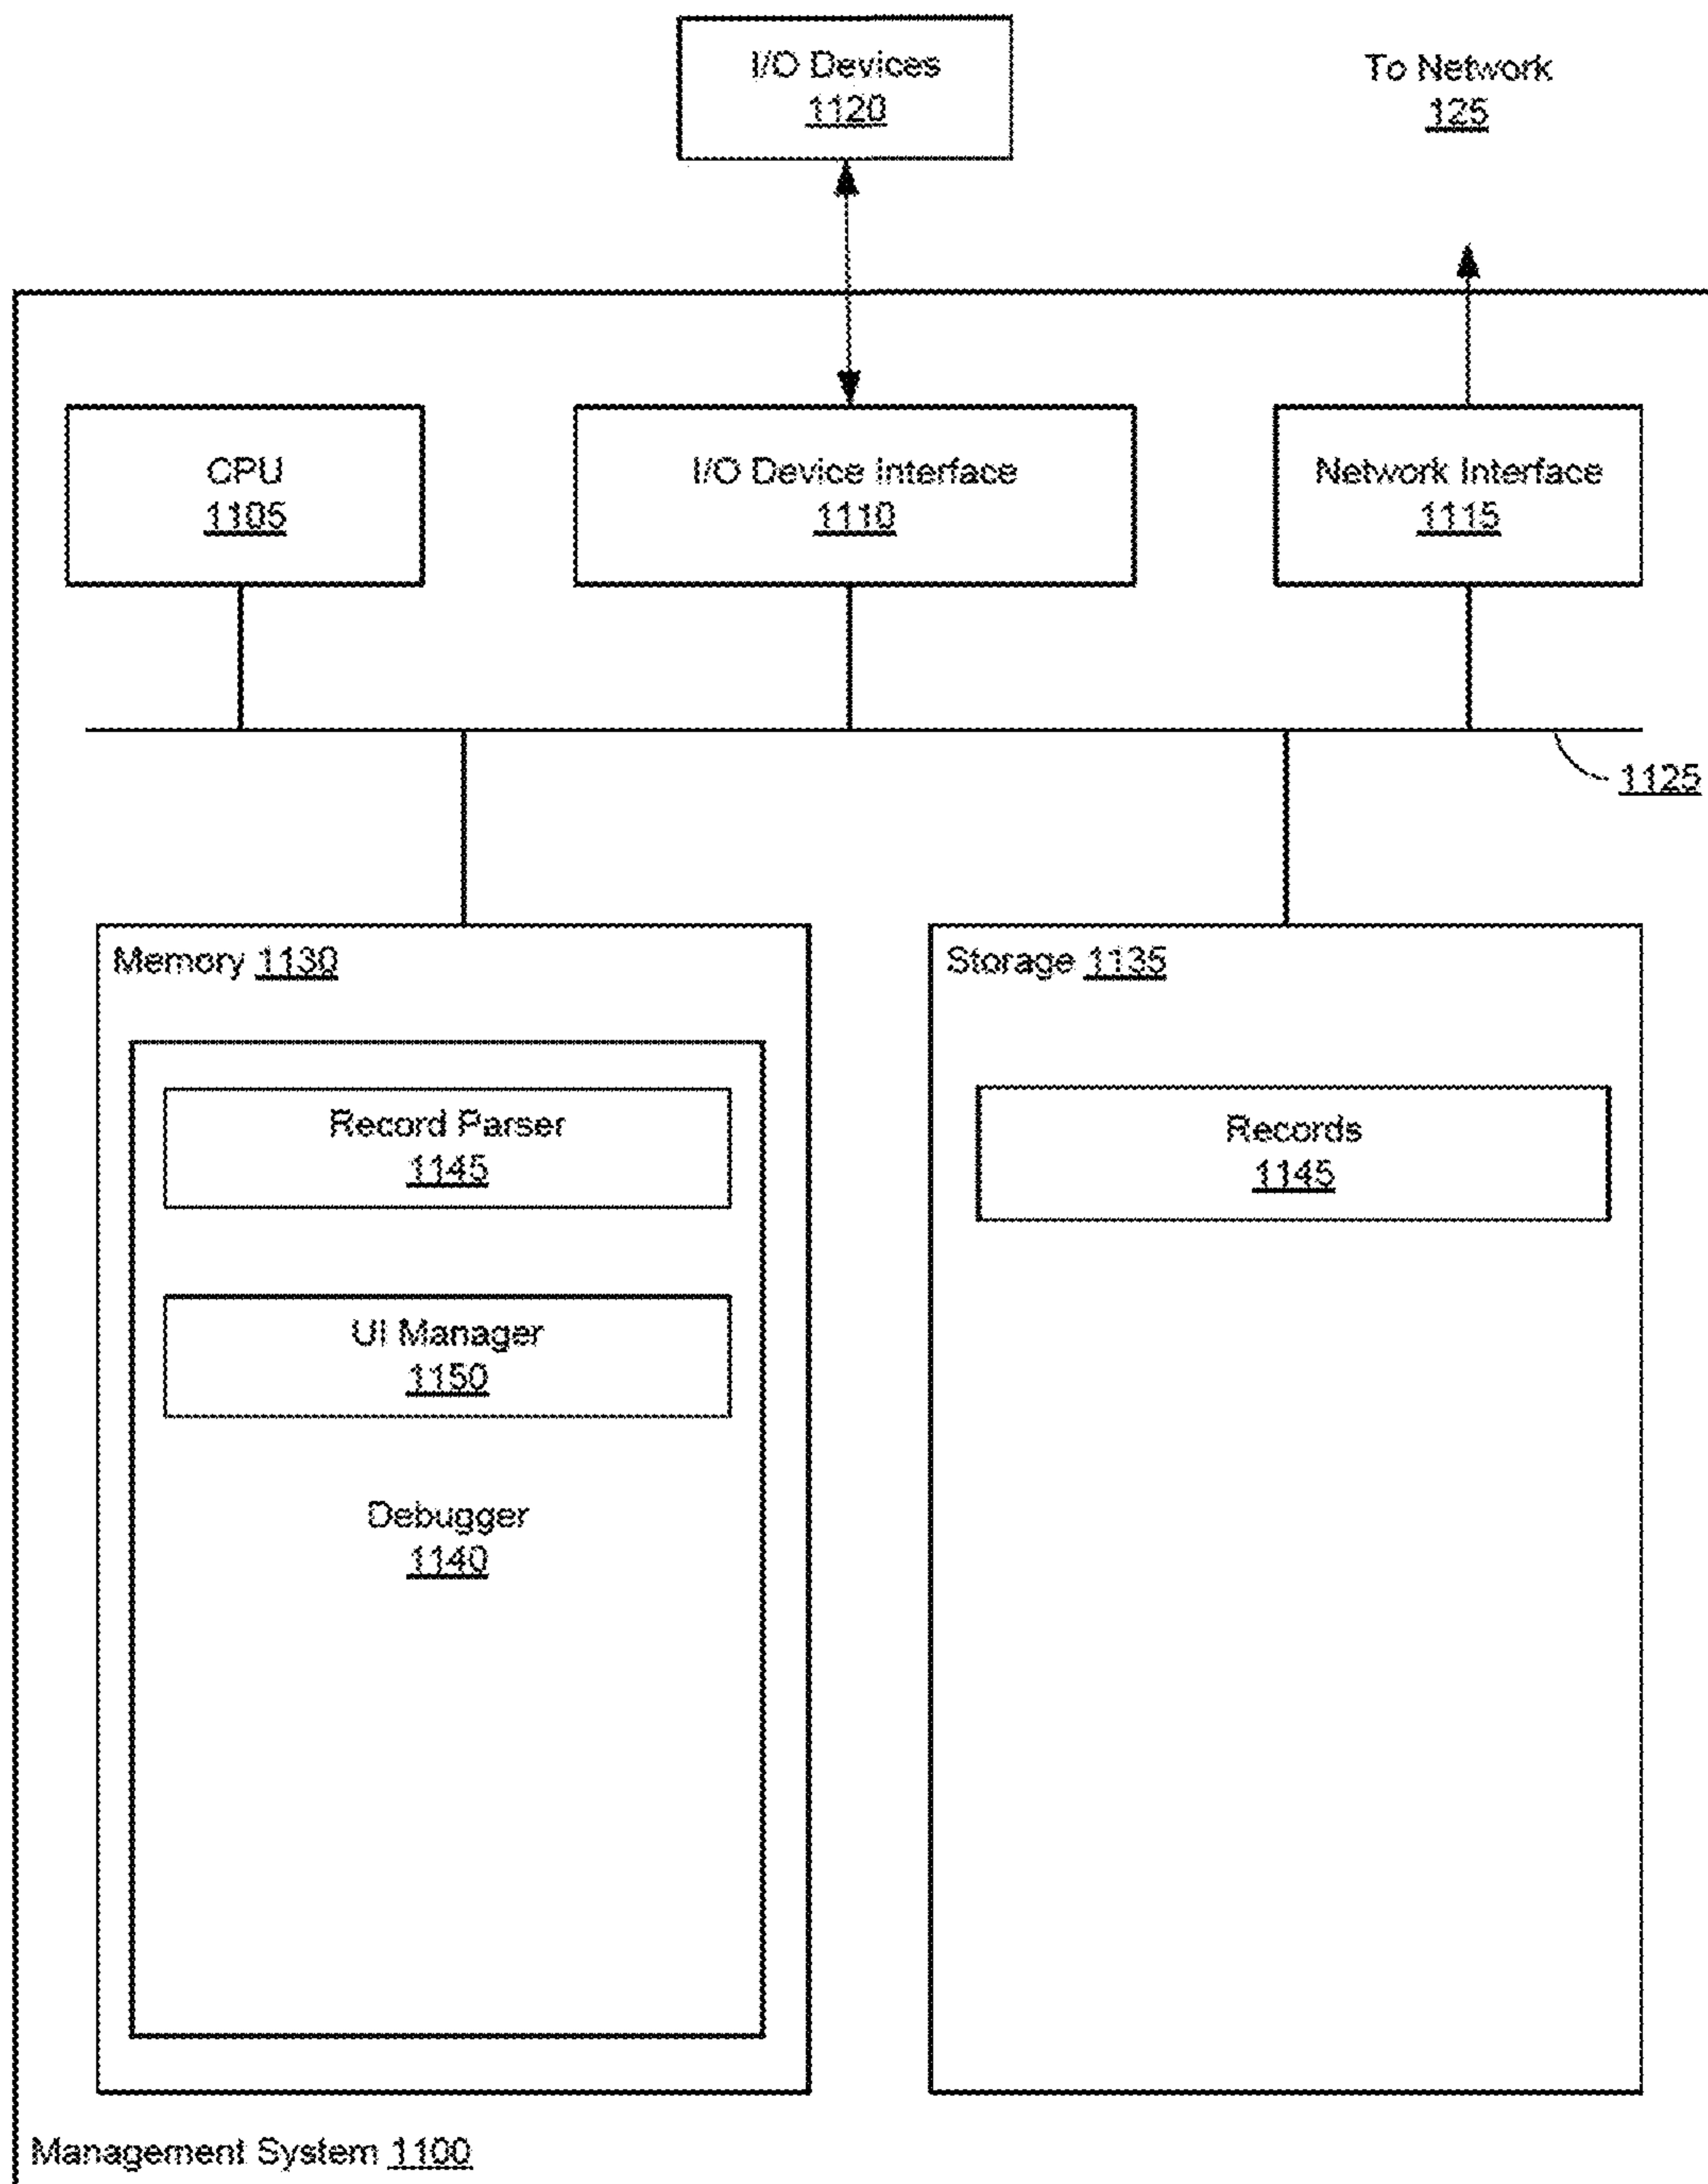 I/O Devices
1120
To Network
125
CPU
1105
I/O Device Interface
1110
Network Interface
1115
1125
Memory 1130
Record Parser
1145
UI Manager
1150
Debugger
1140
Storage 1135
Records
1145
Management System 1100